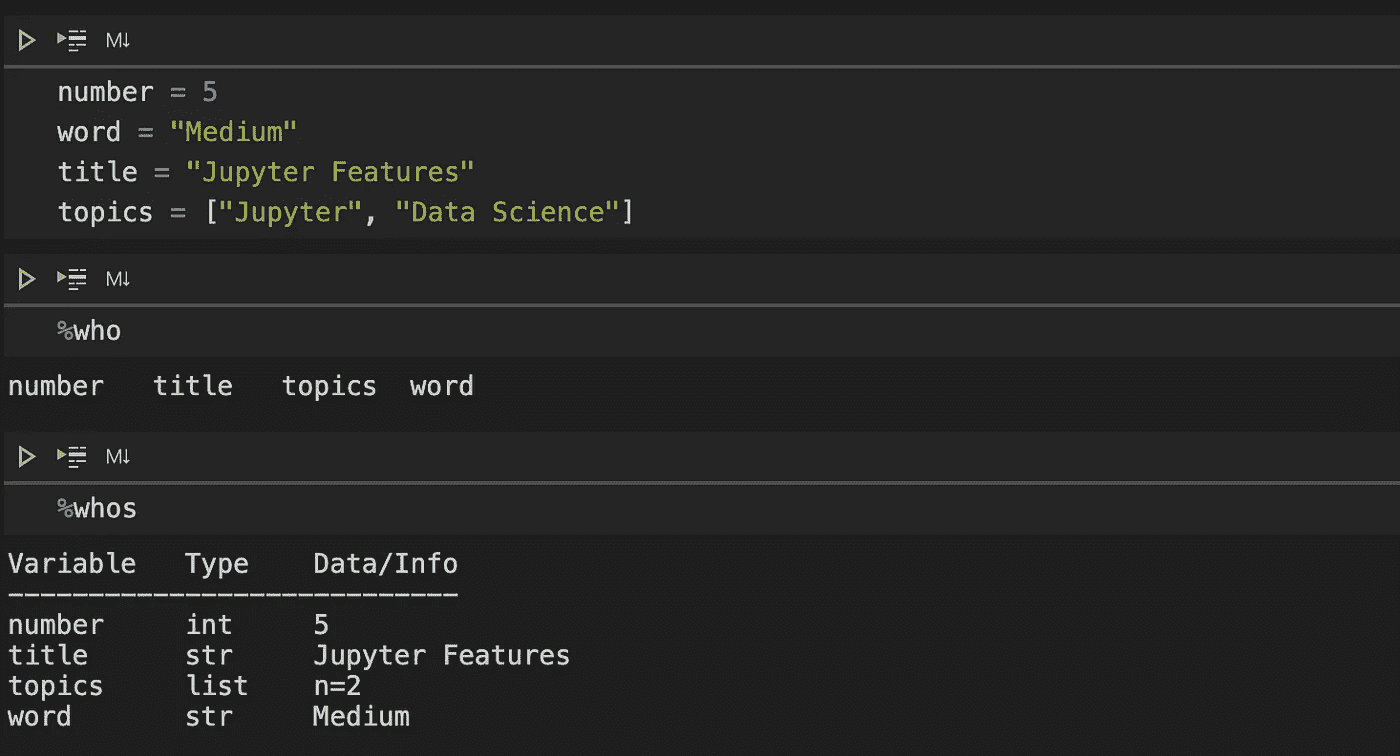 M↓
number = 5
word = "Medium"
title = "Jupyter Features"
topics = ["Jupyter", "Data Science"]
M↓
%who
number title topics word
M↓
%whos
Variable Type Data/Info
----------------------------
number int 5
title str Jupyter Features
topics list n=2
word str Medium